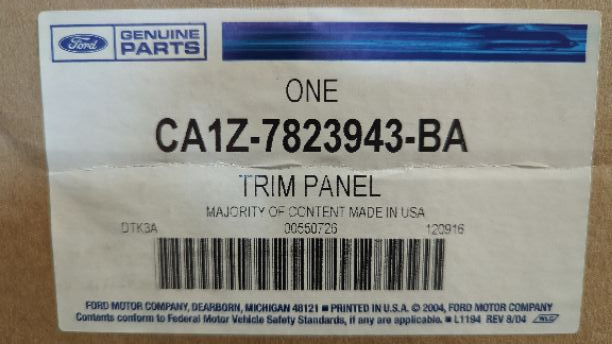 Ford GENUINE PARTS
ONE
CA1Z-7823943-BA
TRIM PANEL
MAJORITY OF CONTENT MADE IN USA
DTK3A 00550726 120916
FORD MOTOR COMPANY, DEARBORN, MICHIGAN 48121 ■ PRINTED IN U.S.A. © 2004, FORD MOTOR COMPANY
Contents conform to Federal Motor Vehicle Safety Standards, if any are applicable. ■ L1194 REV 8/04